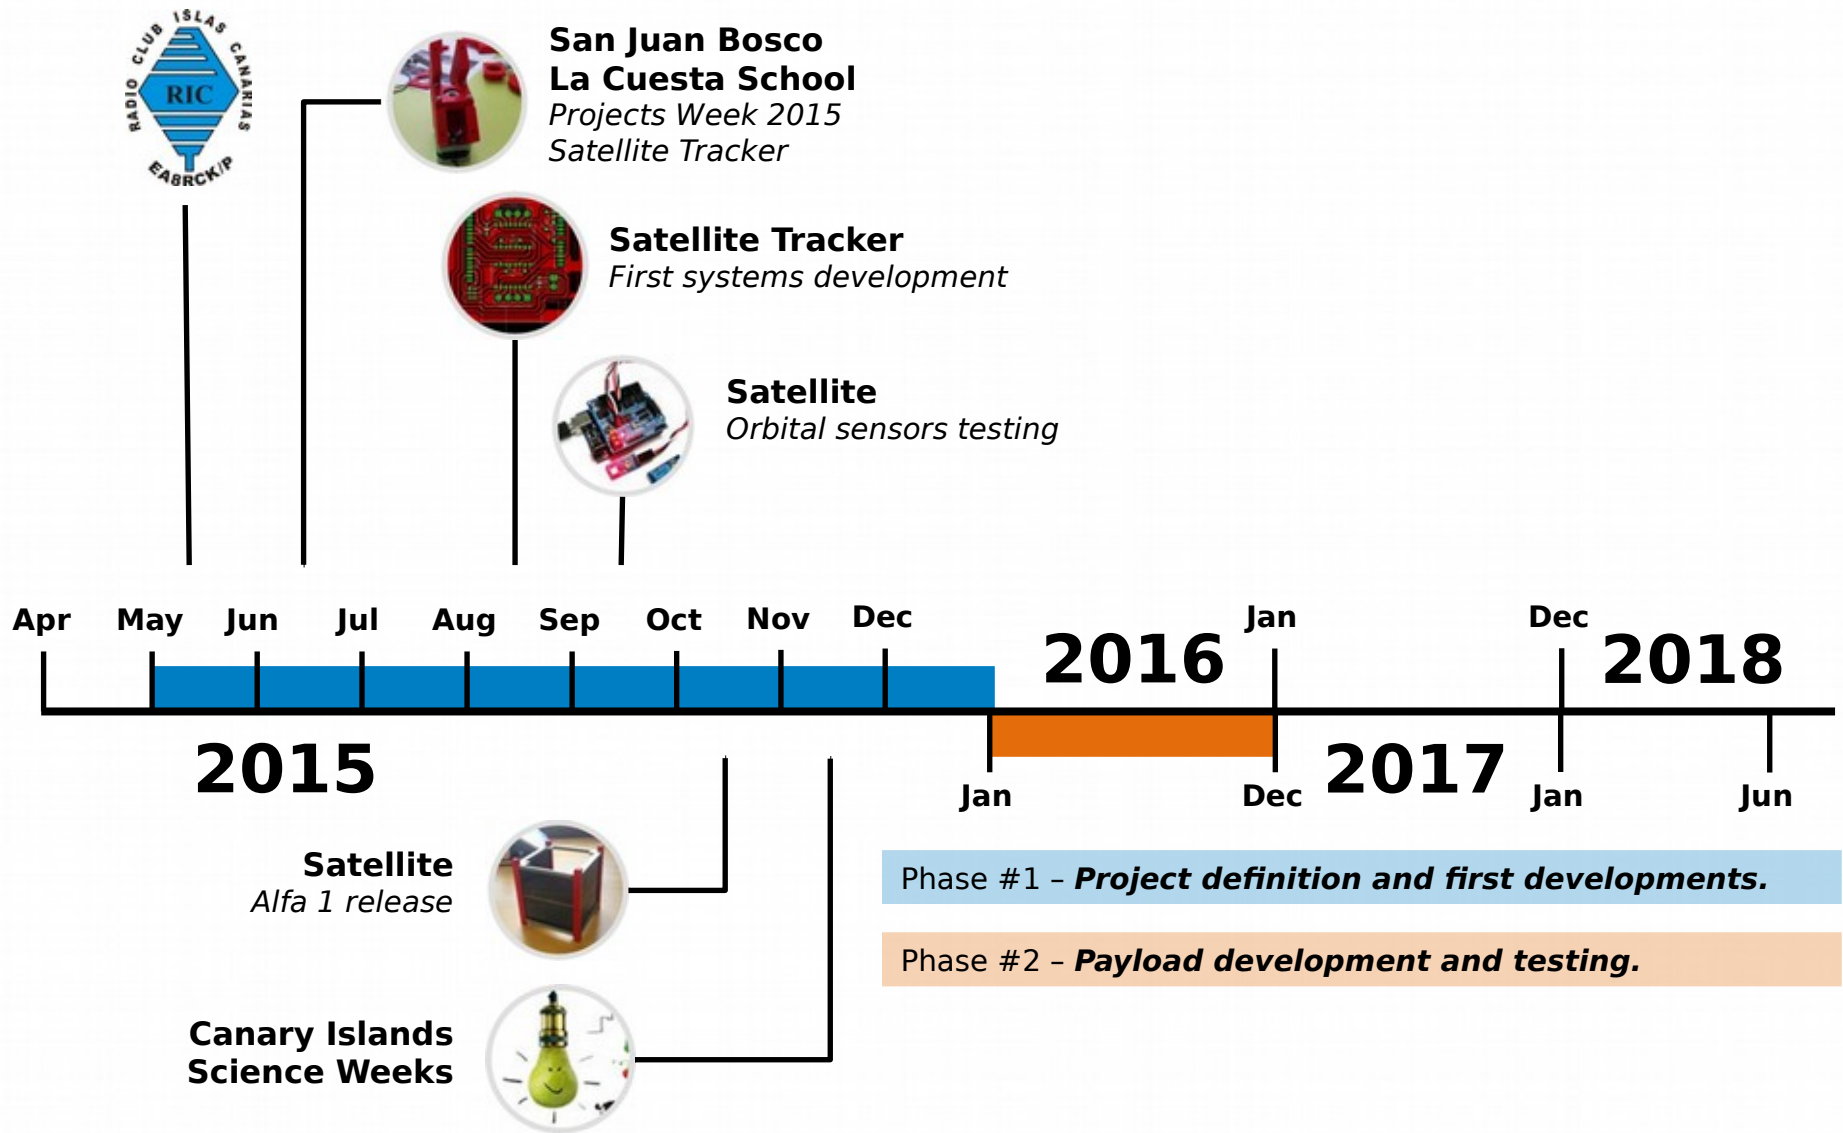 RADIO CLUB ISLAS CANARIAS
RIC
EA8RCK/P
San Juan Bosco
La Cuesta School
Projects Week 2015
Satellite Tracker
Satellite Tracker
First systems development
Satellite
Orbital sensors testing
Apr May Jun Jul Aug Sep Oct Nov Dec Jan Dec
2016 2018
2015 2017
Jan Dec Jan Jun
Satellite
Alfa 1 release
Phase #1 – Project definition and first developments.
Phase #2 – Payload development and testing.
Canary Islands
Science Weeks